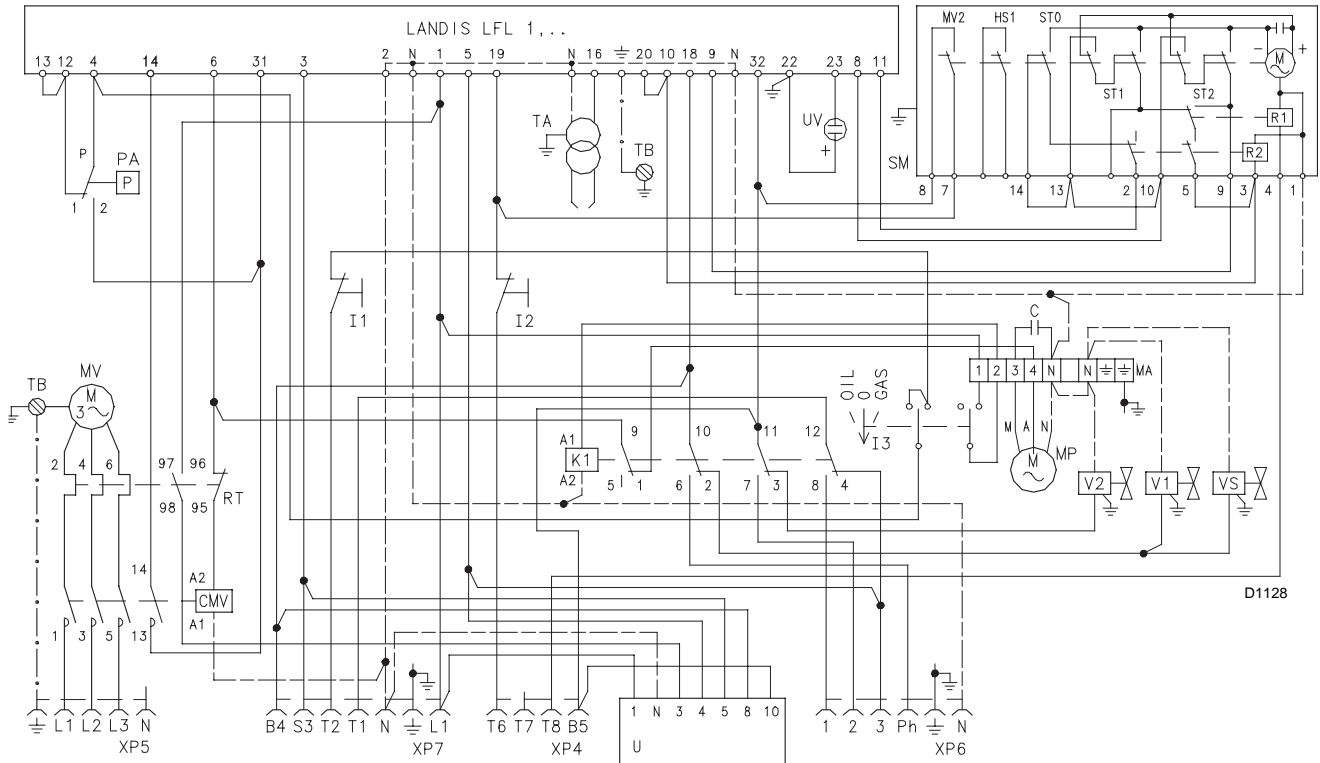 LANDIS LFL 1,..
MV2 HS1 ST0
2 N 1 5 19 N 16 20 10 18 9 N 32 22 23 8 11
13 12 4 14 6 31 3
M
- +
ST1 ST2
R1
R2
TA
TB
UV
+
SM
8 7 14 13 2 10 5 9 3 4 1
P PA
P
1 2
I1
I2
C
OIL
0
GAS
I3
1 2 3 4 N N MA
M A N
M
MP
TB
MV
M
3
2 4 6 97 96
98 95
RT
9 10 11 12
A1
K1
A2
5 1 6 2 7 3 8 4
V2 V1 VS
14
A2
CMV
A1
1 3 5 13
D1128
L1 L2 L3 N
XP5
B4 S3 T2 T1 N L1
XP7
T6 T7 T8 B5
XP4
1 N 3 4 5 8 10
U
1 2 3 Ph N
XP6